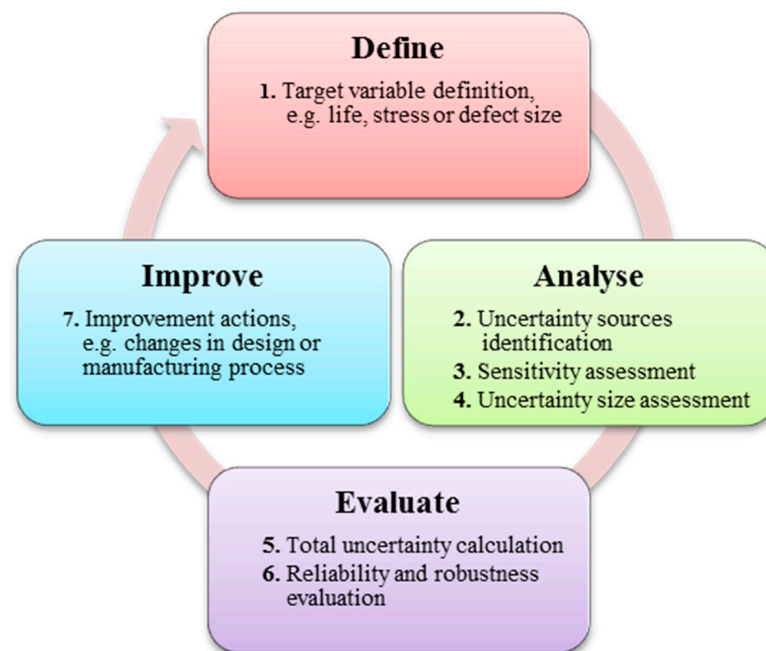 Define
1. Target variable definition,
e.g. life, stress or defect size
Analyse
2. Uncertainty sources
identification
3. Sensitivity assessment
4. Uncertainty size assessment
Evaluate
5. Total uncertainty calculation
6. Reliability and robustness
evaluation
Improve
7. Improvement actions,
e.g. changes in design or
manufacturing process